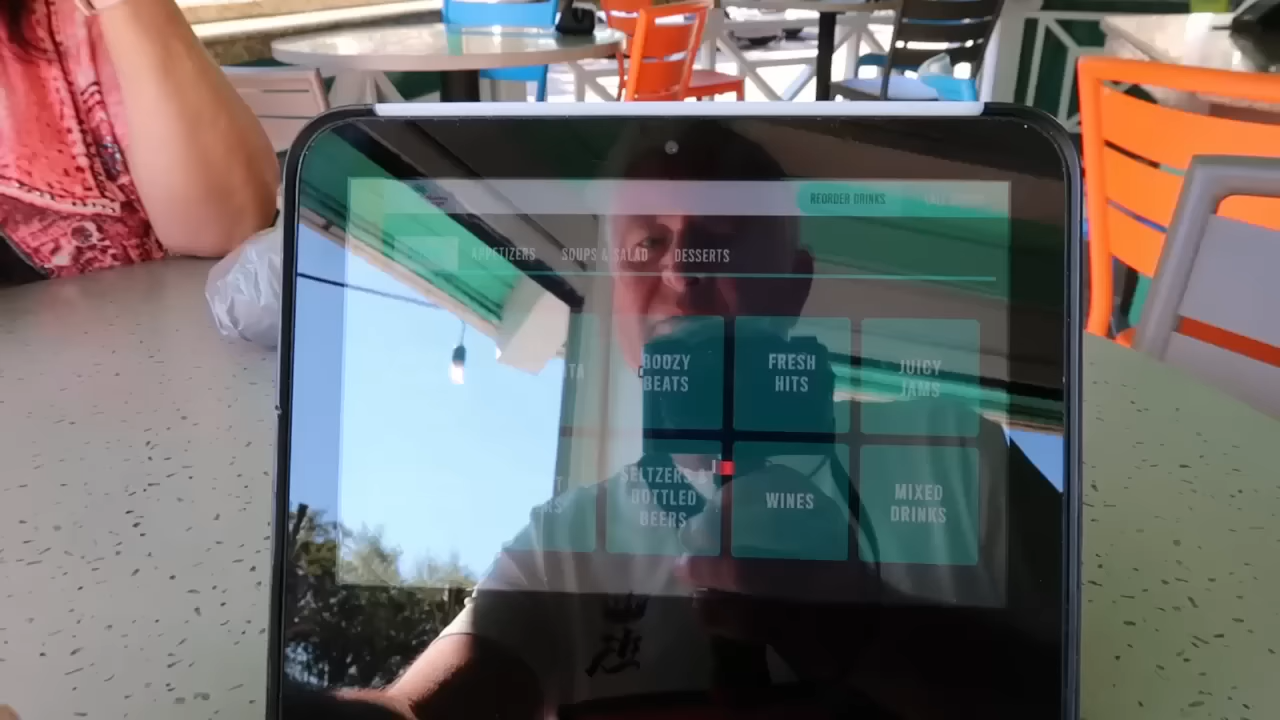 REORDER DRINKS
APPETIZERS SOUPS & SALAD DESSERTS
BOOZY
BEATS
FRESH
HITS
JUICY
JAMS
SELTZERS &
BOTTLED
BEERS
WINES
MIXED
DRINKS